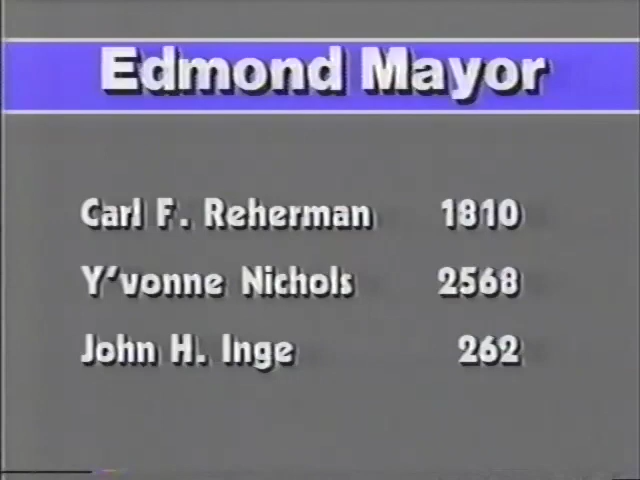 Edmond Mayor
Carl F. Reherman 1810
Y'vonne Nichols 2568
John H. Inge 262